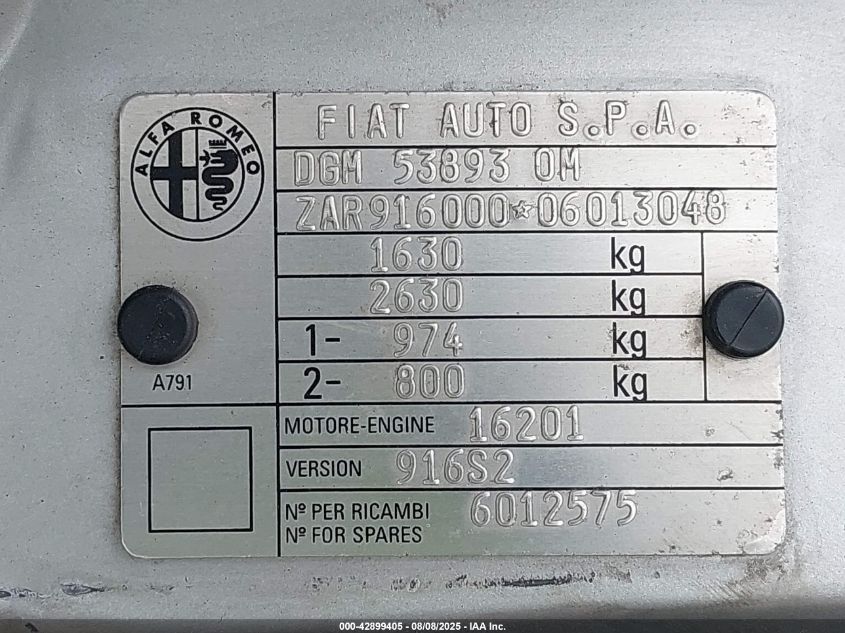 ALFA ROMEO
FIAT AUTO S.P.A.
DGM 53893 OM
ZAR916000*06013048
1630 kg
2630 kg
1- 974 kg
2- 800 kg
A791
MOTORE-ENGINE 16201
VERSION 916S2
Nº PER RICAMBI 6012575
Nº FOR SPARES
000-42899405 - 08/08/2025 - IAA Inc.